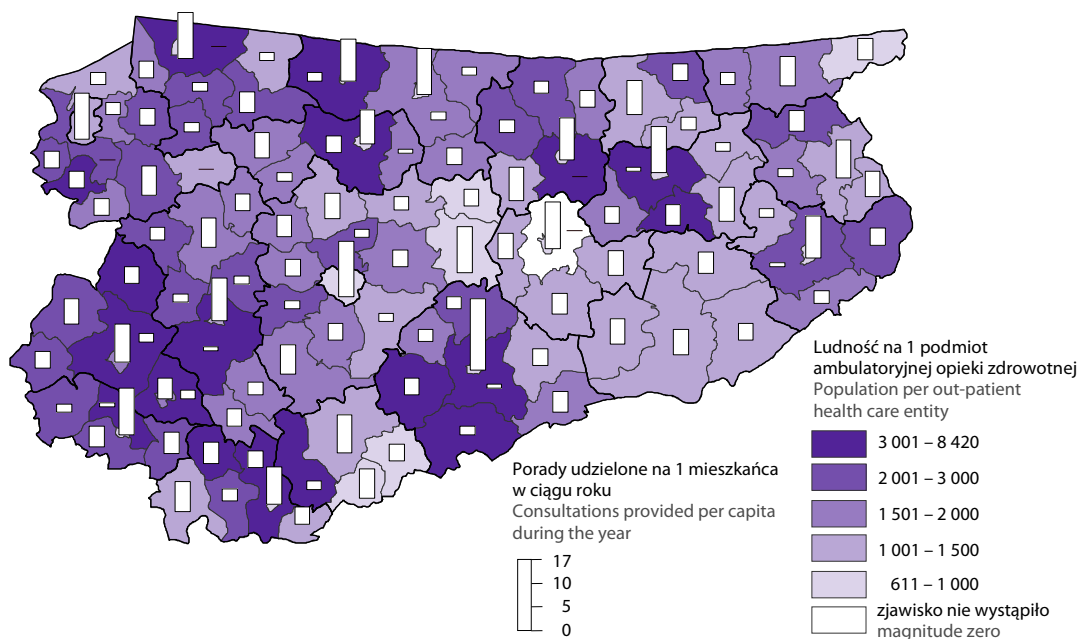 Ludność na 1 podmiot
ambulatoryjnej opieki zdrowotnej
Population per out-patient
health care entity
3 001 – 8 420
2 001 – 3 000
1 501 – 2 000
1 001 – 1 500
611 – 1 000
zjawisko nie wystąpiło
magnitude zero
Porady udzielone na 1 mieszkańca
w ciągu roku
Consultations provided per capita
during the year
17
10
5
0